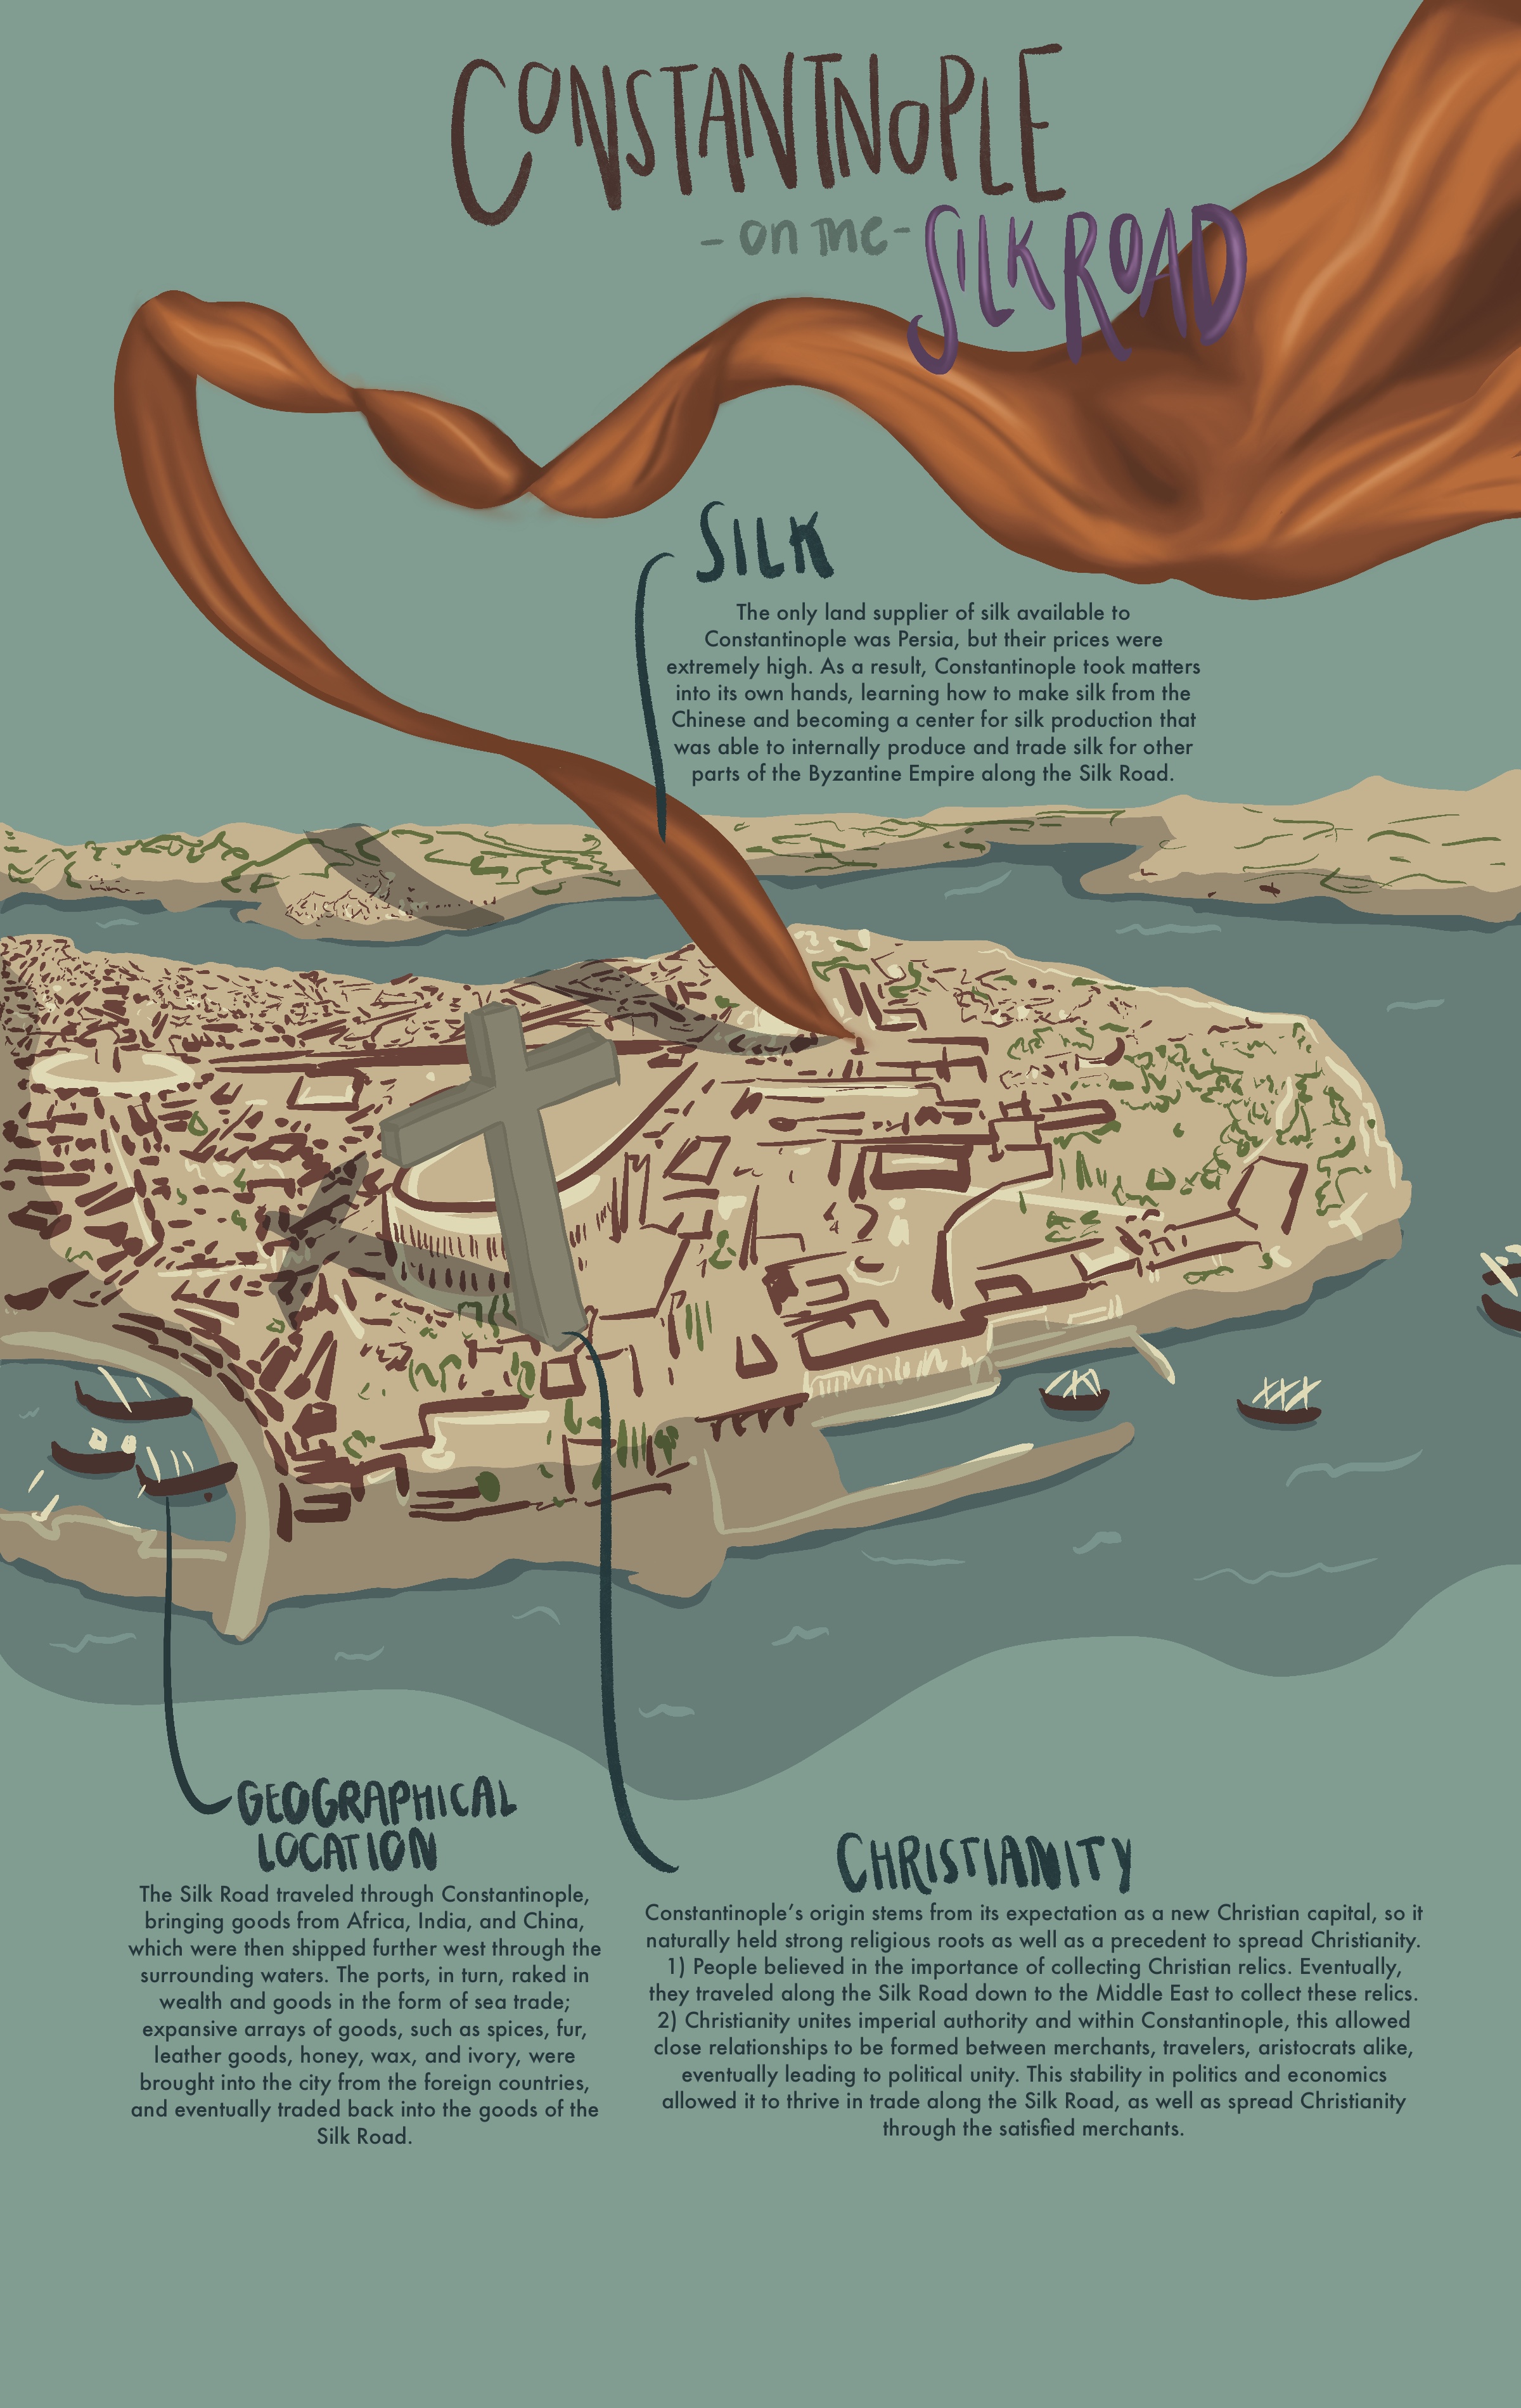 CONSTANTNOPLE
- on the -
SILK ROAD
SILK
The only land supplier of silk available to
Constantinople was Persia, but their prices were
extremely high. As a result, Constantinople took matters
into its own hands, learning how to make silk from the
Chinese and becoming a center for silk production that
was able to internally produce and trade silk for other
parts of the Byzantine Empire along the Silk Road.
GEOGRAPHICAL
LOCATION
The Silk Road traveled through Constantinople,
bringing goods from Africa, India, and China,
which were then shipped further west through the
surrounding waters. The ports, in turn, raked in
wealth and goods in the form of sea trade;
expansive arrays of goods, such as spices, fur,
leather goods, honey, wax, and ivory, were
brought into the city from the foreign countries,
and eventually traded back into the goods of the
Silk Road.
CHRISTIANITY
Constantinople's origin stems from its expectation as a new Christian capital, so it
naturally held strong religious roots as well as a precedent to spread Christianity.
1) People believed in the importance of collecting Christian relics. Eventually,
they traveled along the Silk Road down to the Middle East to collect these relics.
2) Christianity unites imperial authority and within Constantinople, this allowed
close relationships to be formed between merchants, travelers, aristocrats alike,
eventually leading to political unity. This stability in politics and economics
allowed it to thrive in trade along the Silk Road, as well as spread Christianity
through the satisfied merchants.